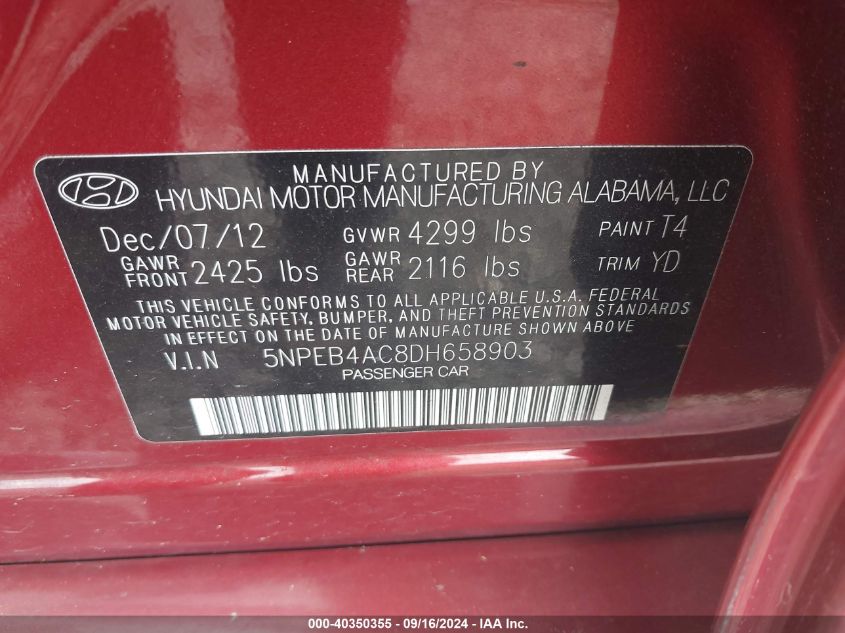 MANUFACTURED BY
HYUNDAI MOTOR MANUFACTURING ALABAMA, LLC
Dec/07/12 GVWR 4299 lbs PAINT T4
GAWR FRONT 2425 lbs GAWR REAR 2116 lbs TRIM YD
THIS VEHICLE CONFORMS TO ALL APPLICABLE U.S.A. FEDERAL
MOTOR VEHICLE SAFETY, BUMPER, AND THEFT PREVENTION STANDARDS
IN EFFECT ON THE DATE OF MANUFACTURE SHOWN ABOVE.
V.I.N 5NPEB4AC8DH658903
PASSENGER CAR
000-40350355 - 09/16/2024 - IAA Inc.